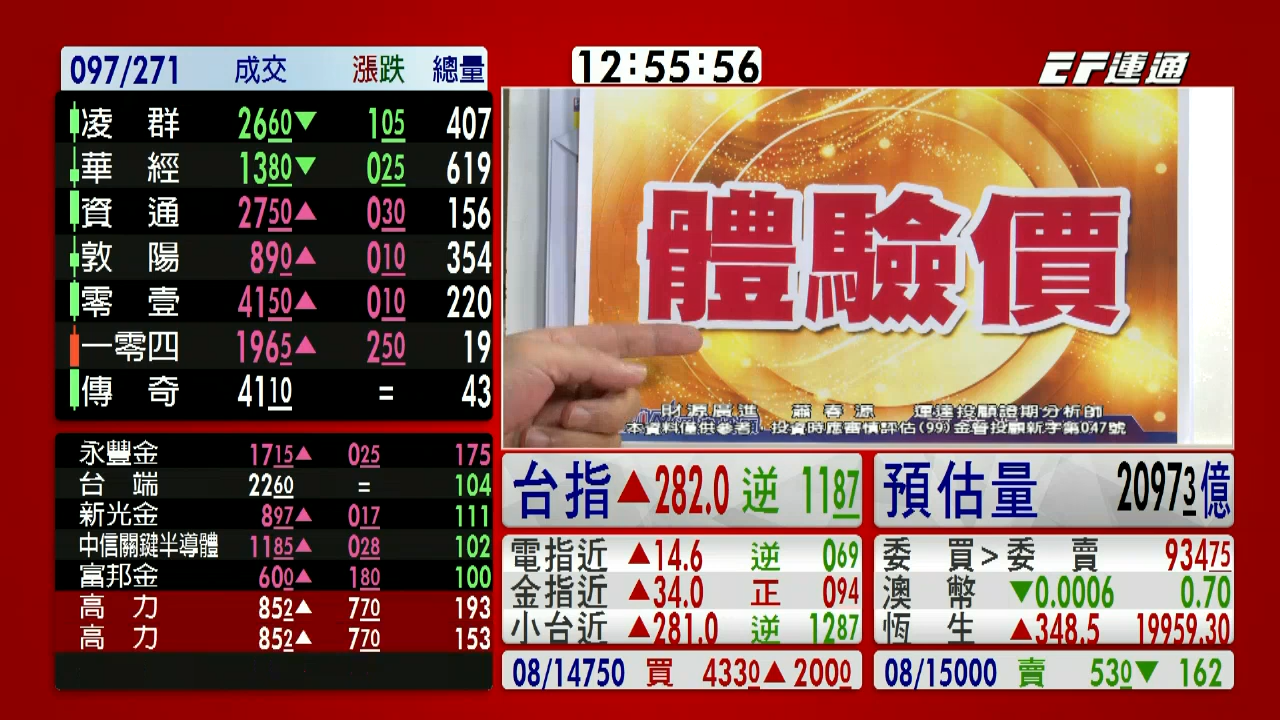 097/271 成交 漲跌 總量
12:55:56
EF運通
凌群 2660▼ 105 407
華經 1380▼ 025 619
資通 2750▲ 030 156
敦陽 890▲ 010 354
零壹 4150▲ 010 220
一零四 1965▲ 250 19
傳奇 4110 = 43
體驗價
財源廣進 蕭春源 運達投顧證期分析師
本資料僅供參考，投資時應審慎評估(99)金管投顧新字第047號
永豐金 1715▲ 025 175
台端 2260 = 104
新光金 897▲ 017 111
中信關鍵半導體 1185▲ 028 102
富邦金 600▲ 180 100
高力 852▲ 770 193
高力 852▲ 770 153
台指▲282.0 逆 1187
預估量 20973億
電指近 ▲14.6 逆 069
金指近 ▲34.0 正 094
小台近 ▲281.0 逆 1287
委買>委賣 93475
澳幣 ▼0.0006 0.70
恆生 ▲348.5 19959.30
08/14750 買 4330▲2000
08/15000 賣 530▼ 162